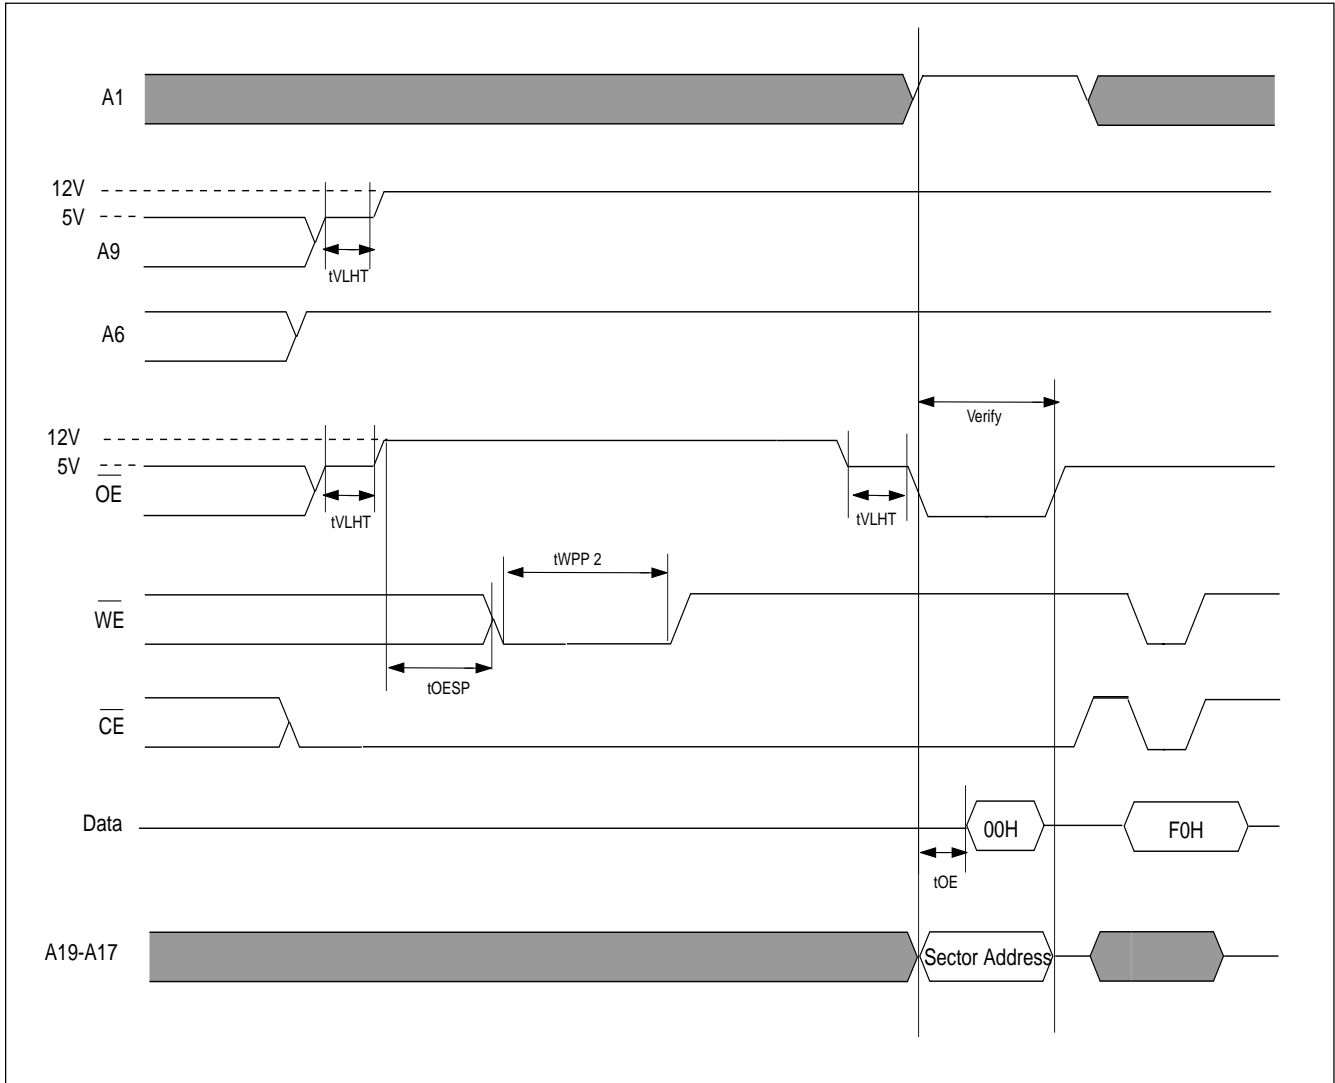 A1
12V
5V
A9
tVLHT
A6
Verify
12V
5V
OE
tVLHT
tVLHT
tWPP 2
WE
tOESP
CE
Data
00H
F0H
tOE
A19-A17
Sector Address